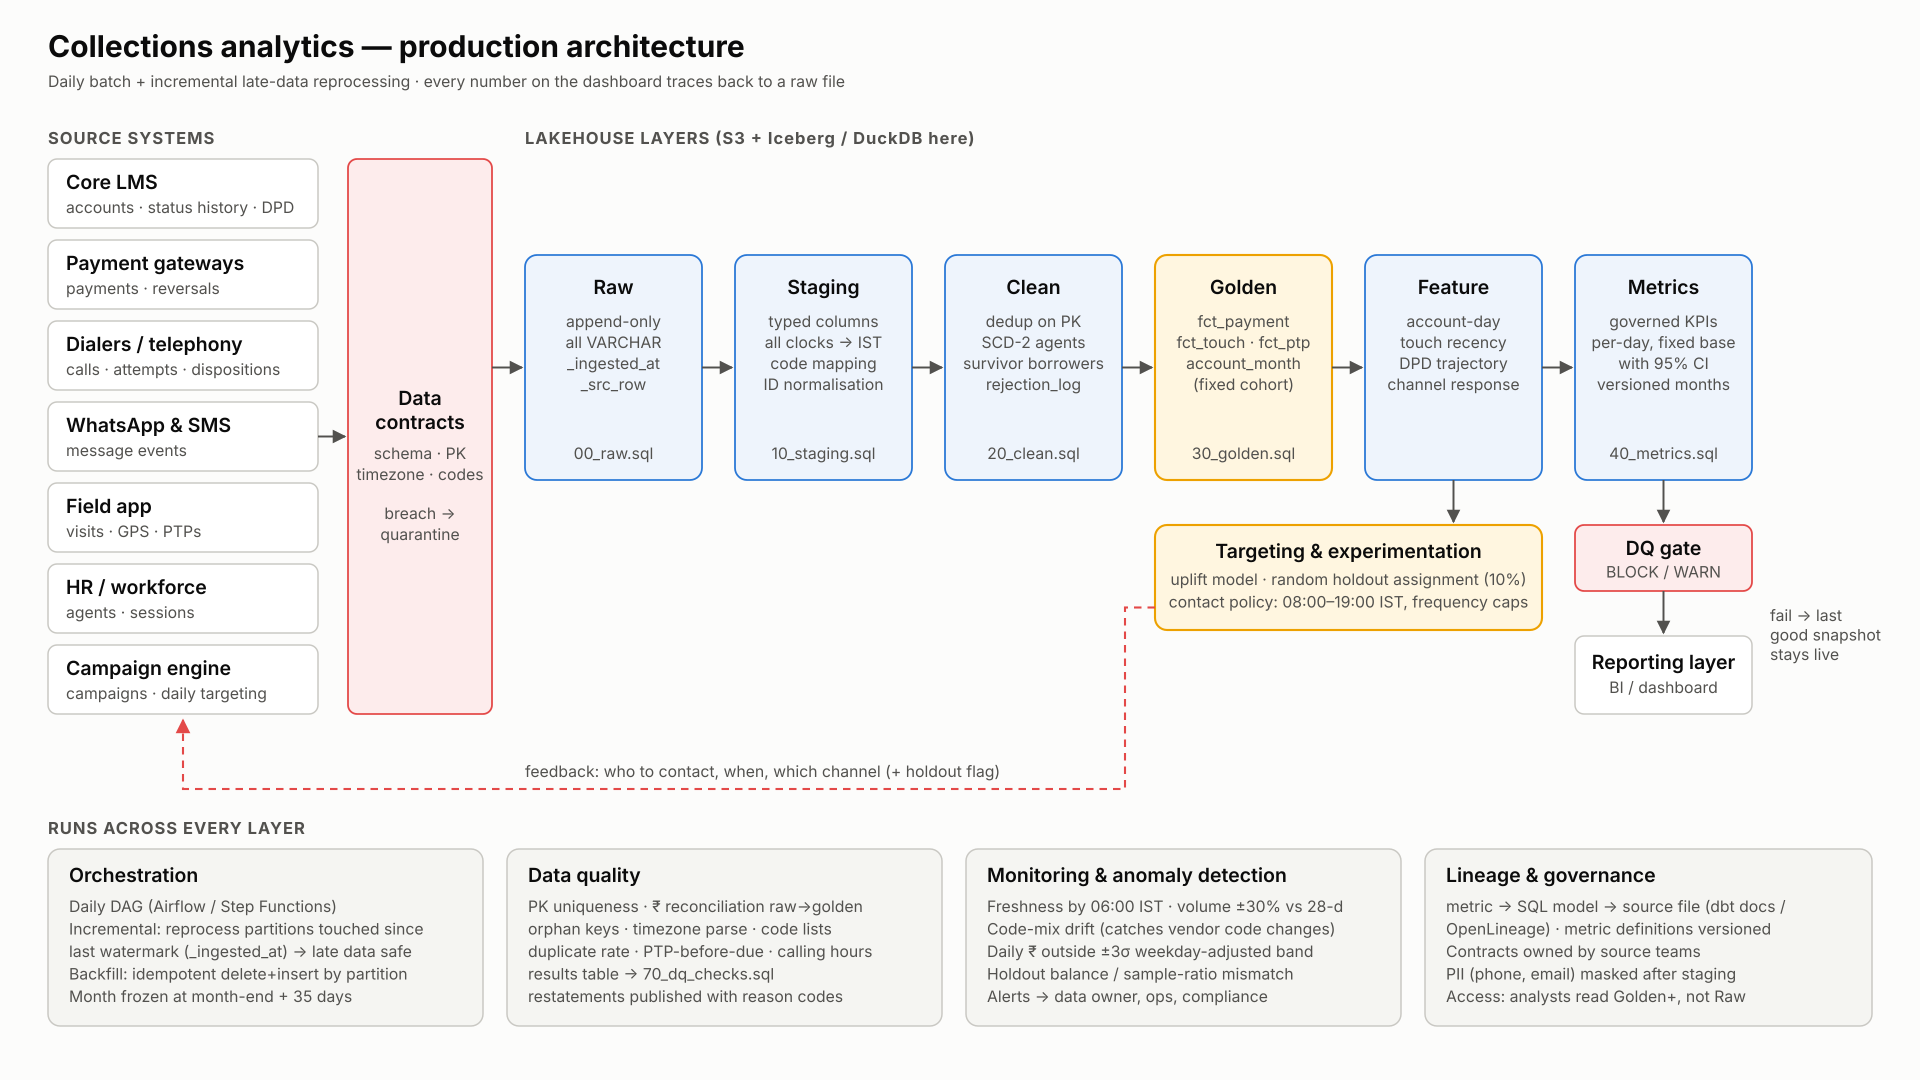 Collections analytics — production architecture
Daily batch + incremental late-data reprocessing · every number on the dashboard traces back to a raw file
SOURCE SYSTEMS
Core LMS
accounts · status history · DPD
Payment gateways
payments · reversals
Dialers / telephony
calls · attempts · dispositions
WhatsApp & SMS
message events
Field app
visits · GPS · PTPs
HR / workforce
agents · sessions
Campaign engine
campaigns · daily targeting
Data
contracts
schema · PK
timezone · codes
breach →
quarantine
LAKEHOUSE LAYERS (S3 + Iceberg / DuckDB here)
Raw
append-only
all VARCHAR
_ingested_at
_src_row
00_raw.sql
Staging
typed columns
all clocks → IST
code mapping
ID normalisation
10_staging.sql
Clean
dedup on PK
SCD-2 agents
survivor borrowers
rejection_log
20_clean.sql
Golden
fct_payment
fct_touch · fct_ptp
account_month
(fixed cohort)
30_golden.sql
Feature
account-day
touch recency
DPD trajectory
channel response
Metrics
governed KPIs
per-day, fixed base
with 95% CI
versioned months
40_metrics.sql
Targeting & experimentation
uplift model · random holdout assignment (10%)
contact policy: 08:00–19:00 IST, frequency caps
DQ gate
BLOCK / WARN
fail → last
good snapshot
stays live
Reporting layer
BI / dashboard
feedback: who to contact, when, which channel (+ holdout flag)
RUNS ACROSS EVERY LAYER
Orchestration
Daily DAG (Airflow / Step Functions)
Incremental: reprocess partitions touched since
last watermark (_ingested_at) → late data safe
Backfill: idempotent delete+insert by partition
Month frozen at month-end + 35 days
Data quality
PK uniqueness · ₹ reconciliation raw→golden
orphan keys · timezone parse · code lists
duplicate rate · PTP-before-due · calling hours
results table → 70_dq_checks.sql
restatements published with reason codes
Monitoring & anomaly detection
Freshness by 06:00 IST · volume ±30% vs 28-d
Code-mix drift (catches vendor code changes)
Daily ₹ outside ±3σ weekday-adjusted band
Holdout balance / sample-ratio mismatch
Alerts → data owner, ops, compliance
Lineage & governance
metric → SQL model → source file (dbt docs /
OpenLineage) · metric definitions versioned
Contracts owned by source teams
PII (phone, email) masked after staging
Access: analysts read Golden+, not Raw